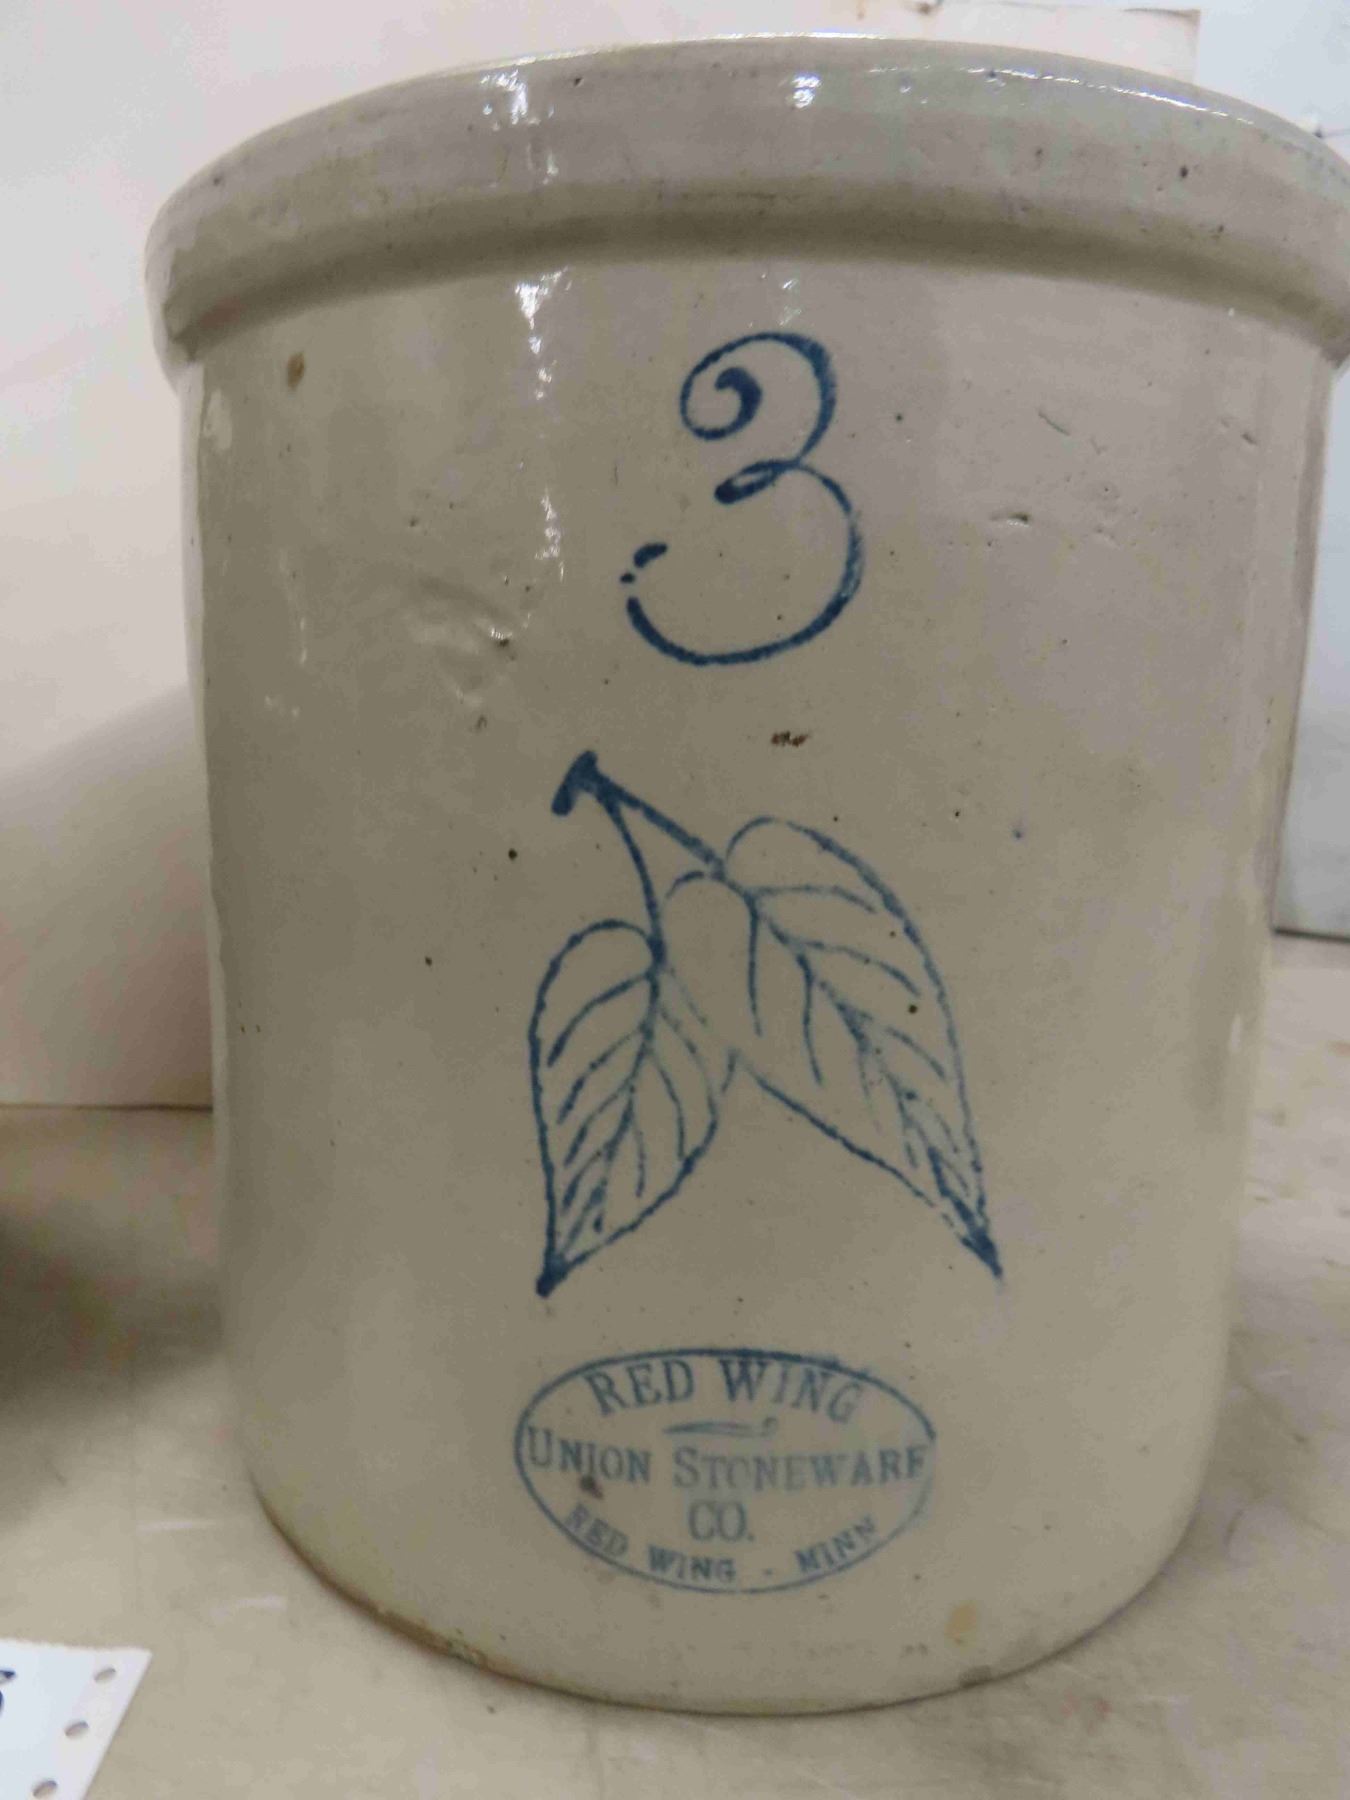 3
RED WING
UNION STONEWARE
CO.
RED WING - MINN